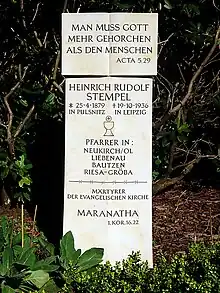 MAN MUSS GOTT
MEHR GEHORCHEN
ALS DEN MENSCHEN
ACTA 5.29
HEINRICH RUDOLF
STEMPEL
* 25·4·1879 ✝19·10·1936
IN PULSNITZ IN LEIPZIG
PFARRER IN:
NEUKIRCH/OL
LIEBENAU
BAUTZEN
RIESA-GRÖBA
MÄRTYRER
DER EVANGELISCHEN KIRCHE
MARANATHA
1.KOR.16.22